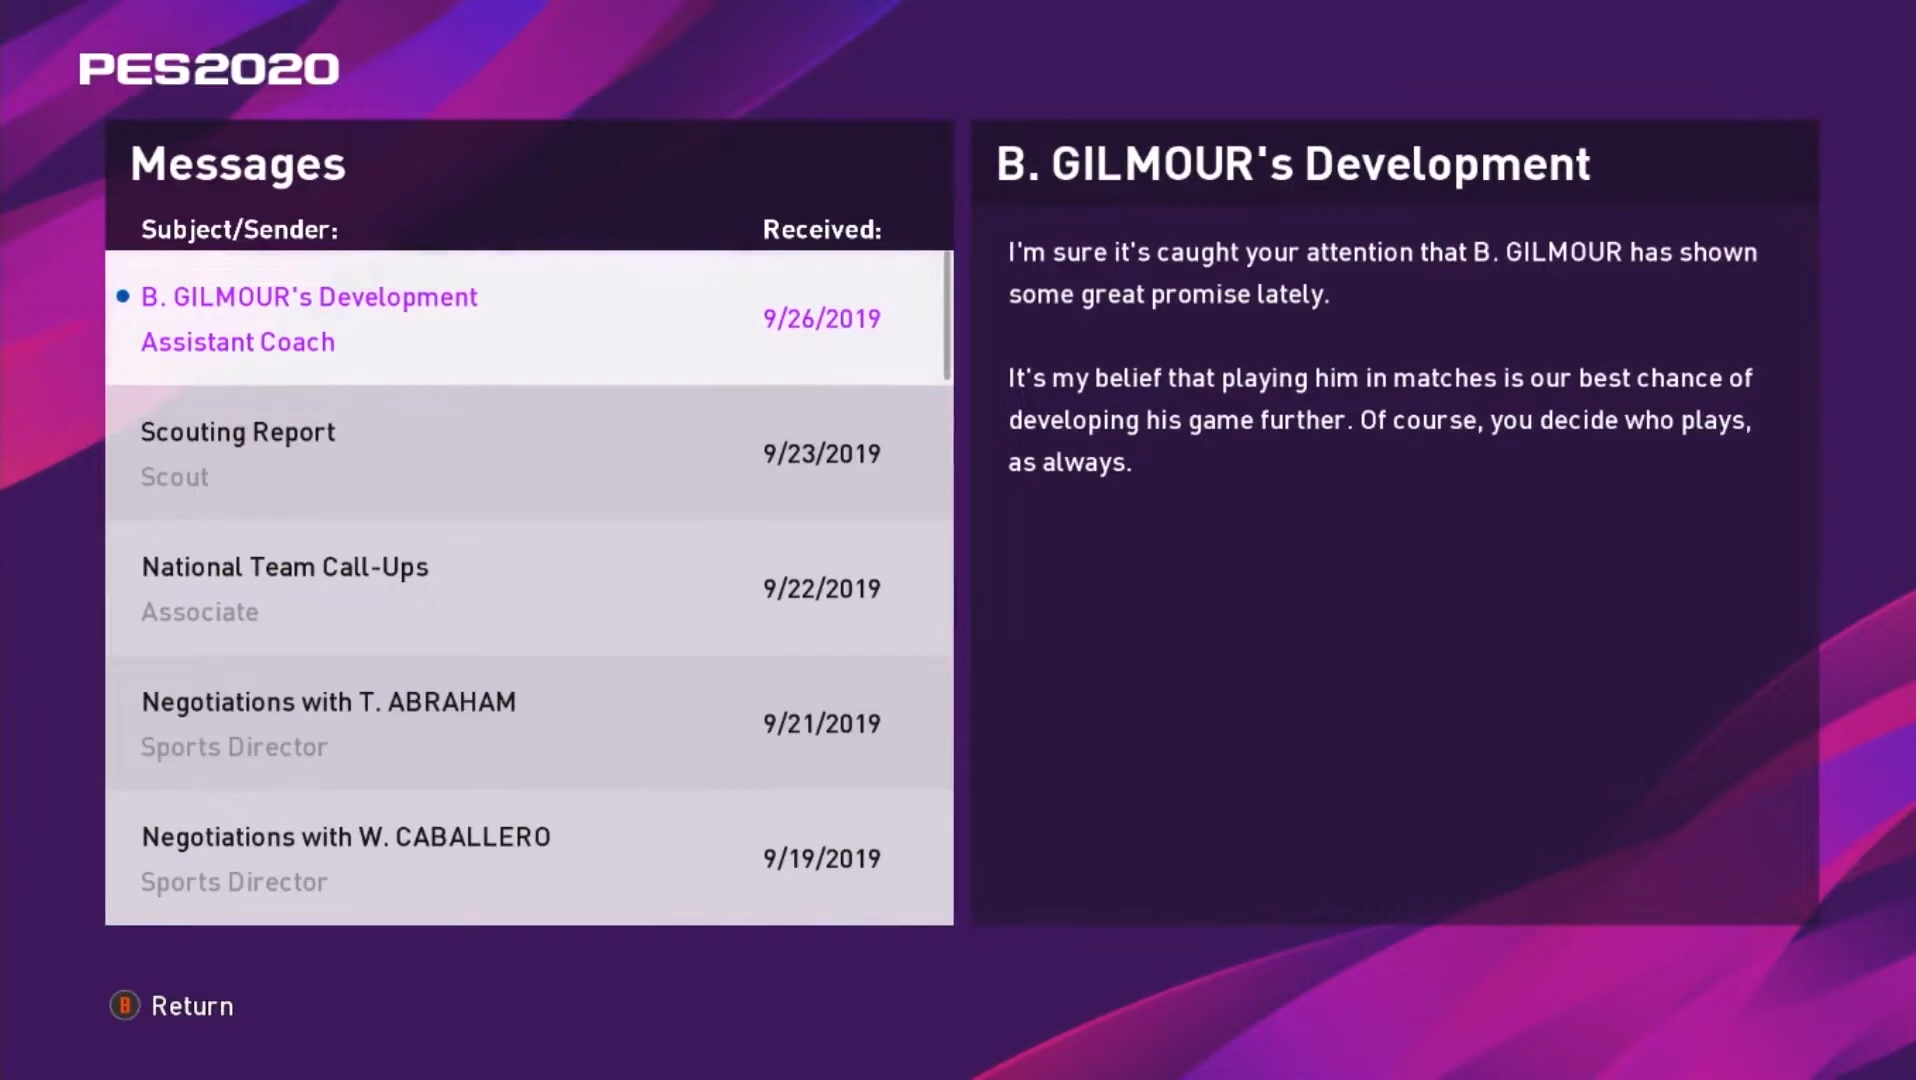 PES2020
Messages
Subject/Sender:
Received:
B. GILMOUR's Development
Assistant Coach
9/26/2019
Scouting Report
Scout
9/23/2019
National Team Call-Ups
Associate
9/22/2019
Negotiations with T. ABRAHAM
Sports Director
9/21/2019
Negotiations with W. CABALLERO
Sports Director
9/19/2019
B. GILMOUR's Development
I'm sure it's caught your attention that B. GILMOUR has shown
some great promise lately.
It's my belief that playing him in matches is our best chance of
developing his game further. Of course, you decide who plays,
as always.
B Return